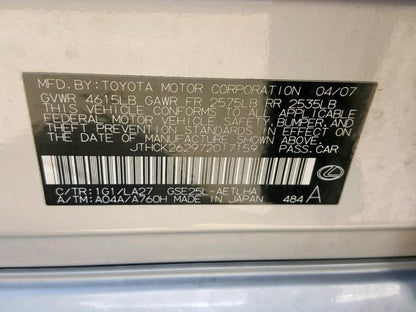 MFD.BY:TOYOTA MOTOR CORPORATION 04/07
GVWR 4615LB GAWR FR 2575LB RR 2535LB
THIS VEHICLE CONFORMS TO ALL APPLICABLE
FEDERAL MOTOR VEHICLE SAFETY,BUMPER,AND
THEFT PREVENTION STANDARDS IN EFFECT ON
THE DATE OF MANUFACTURE SHOWN ABOVE.
JTHCK262972017159 PASS.CAR
C/TR:1G1/LA27 GSE25L-AETLHA
A/TM:A04A/A760H MADE IN JAPAN 484 A